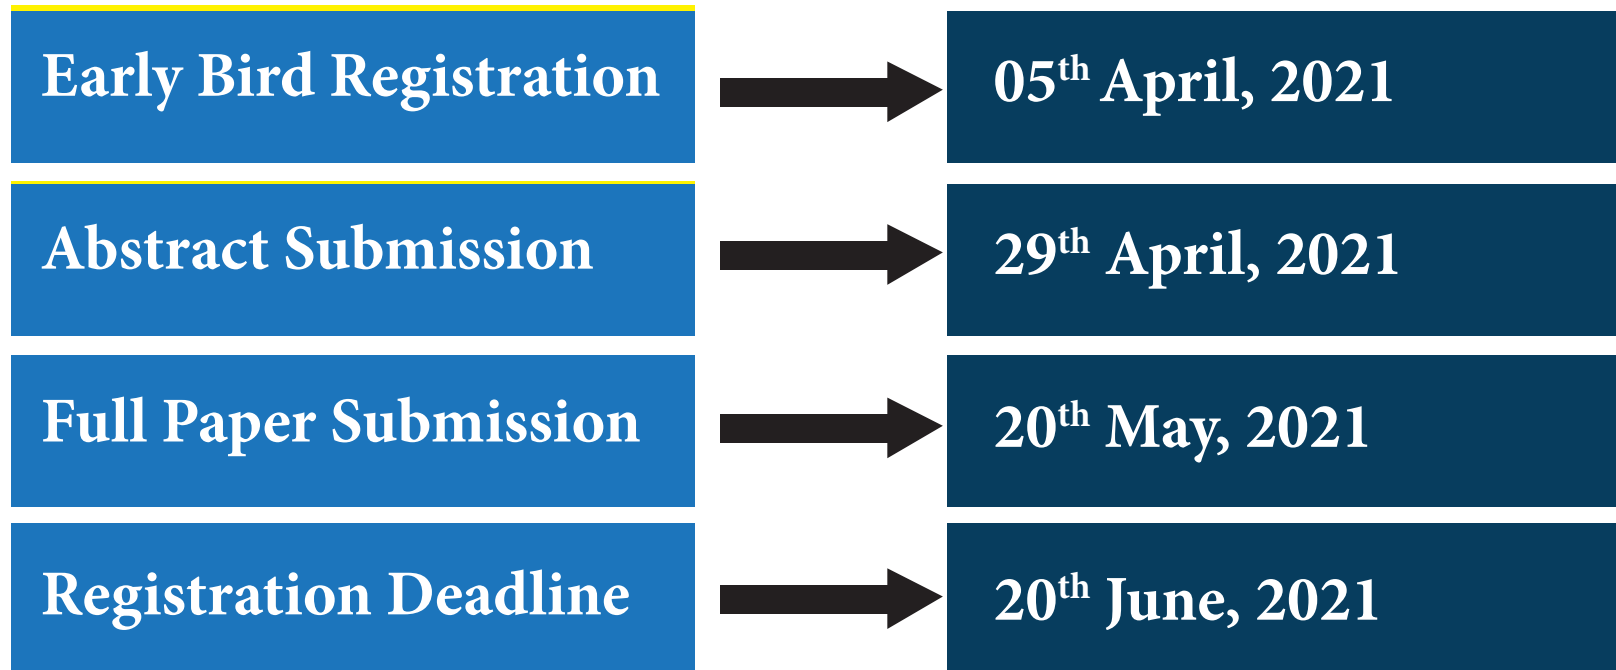 Early Bird Registration
05th April, 2021
Abstract Submission
29th April, 2021
Full Paper Submission
20th May, 2021
Registration Deadline
20th June, 2021